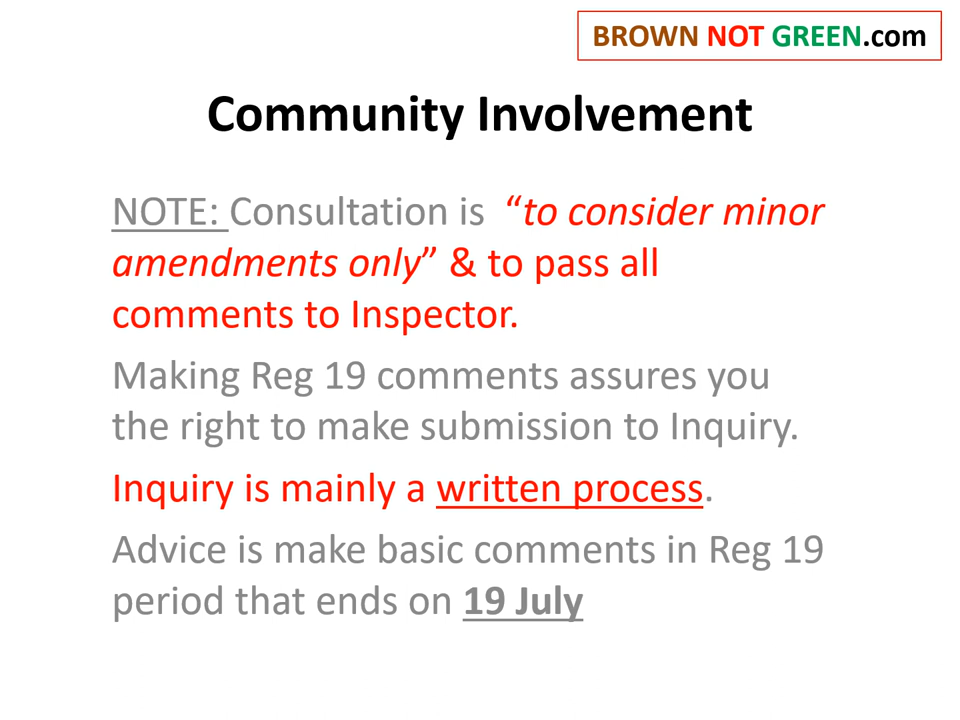 BROWN NOT GREEN.com
Community Involvement
NOTE: Consultation is “to consider minor
amendments only” & to pass all
comments to Inspector.
Making Reg 19 comments assures you
the right to make submission to Inquiry.
Inquiry is mainly a written process.
Advice is make basic comments in Reg 19
period that ends on 19 July